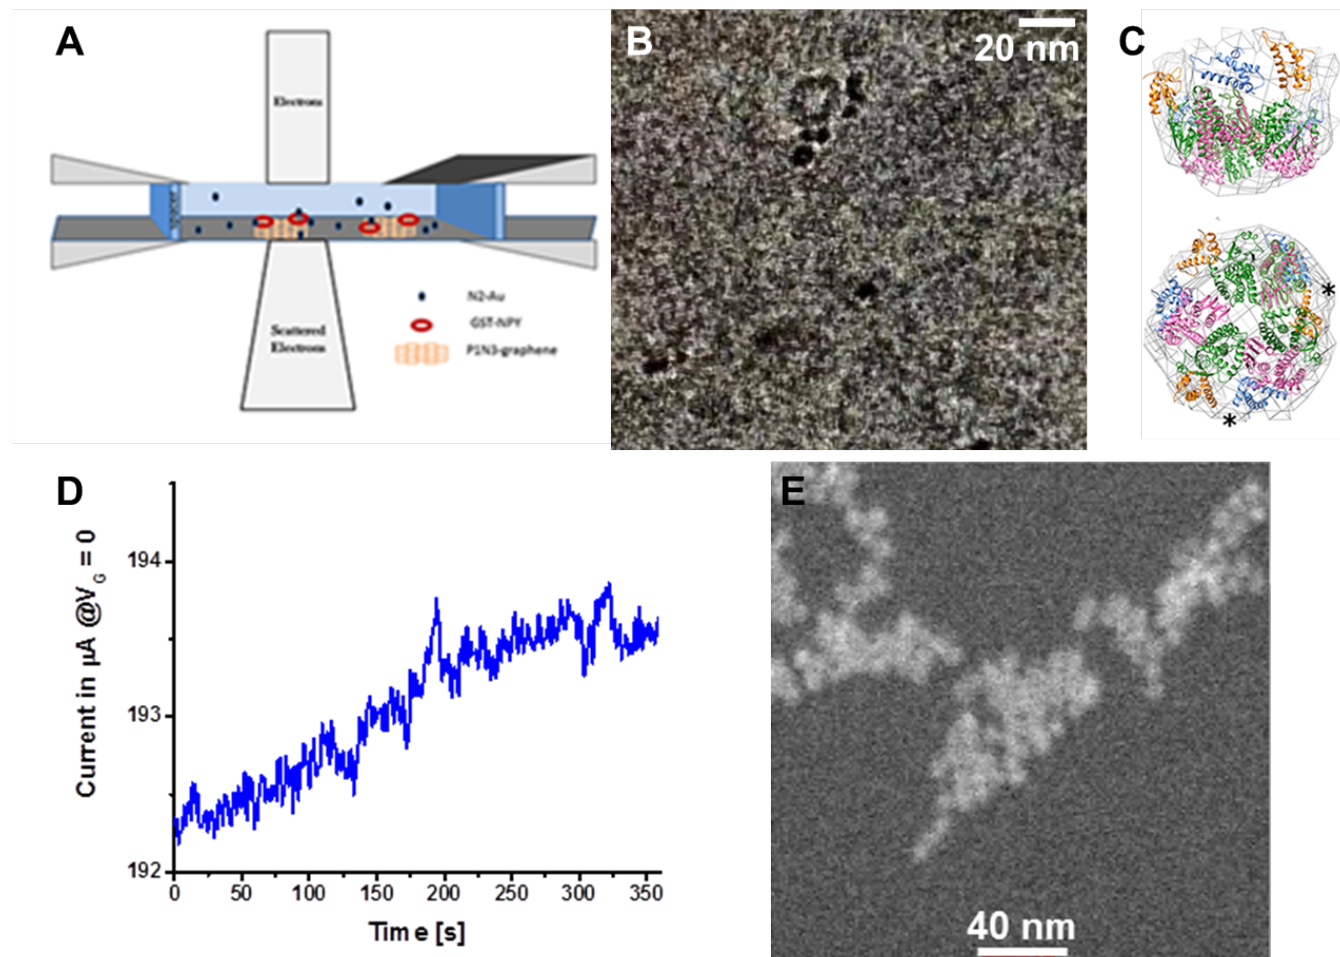 A
Electrons
N2-Au
GST-NPY
P1N3-graphene
Scattered
Electrons
B
20 nm
C
*
*
D
Current in µA @V_G = 0
194
193
192
0 50 100 150 200 250 300 350
Time [s]
E
40 nm